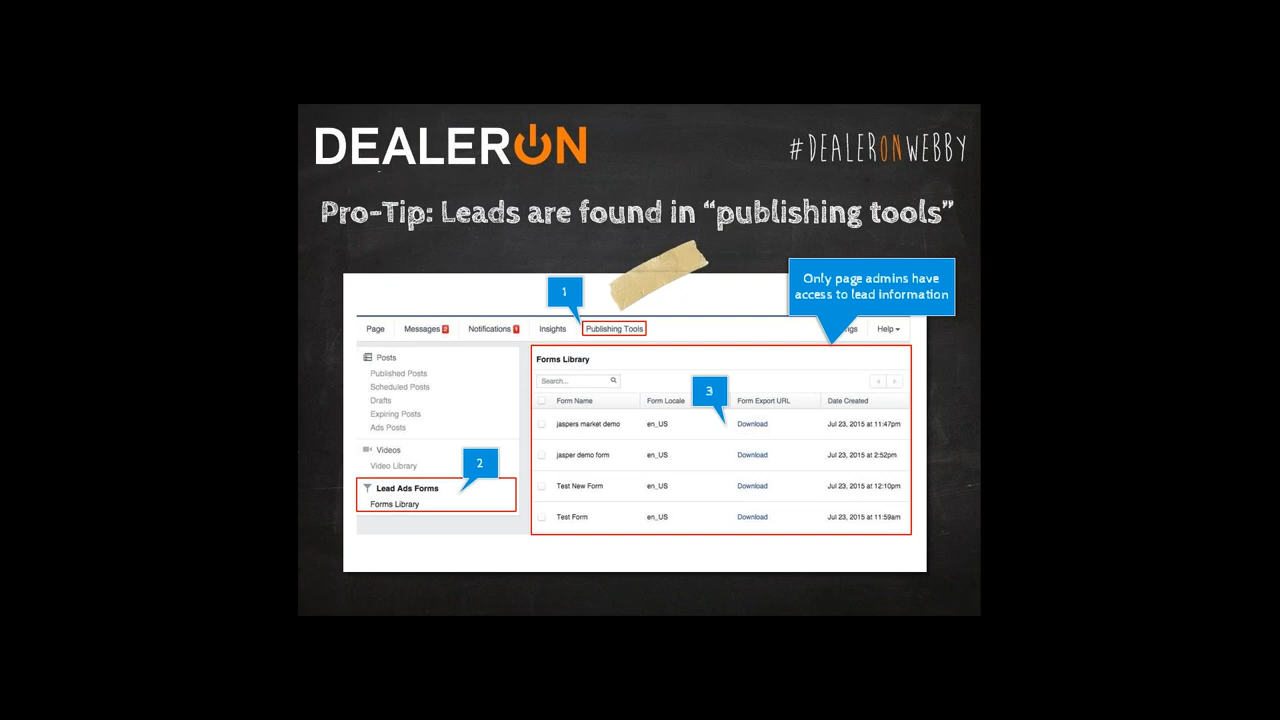 DEALERON
#DEALERONWEBBY
Pro-Tip: Leads are found in “publishing tools”
Only page admins have
access to lead information
1
Page Messages 2 Notifications 1 Insights Publishing Tools Help
Posts
Published Posts
Scheduled Posts
Drafts
Expiring Posts
Ads Posts
Videos
Video Library
2
Lead Ads Forms
Forms Library
Forms Library
Search...
3
Form Name Form Locale Form Export URL Date Created
jaspers market demo en_US Download Jul 23, 2015 at 11:47pm
jasper demo form en_US Download Jul 23, 2015 at 2:52pm
Test New Form en_US Download Jul 23, 2015 at 12:10pm
Test Form en_US Download Jul 23, 2015 at 11:59am